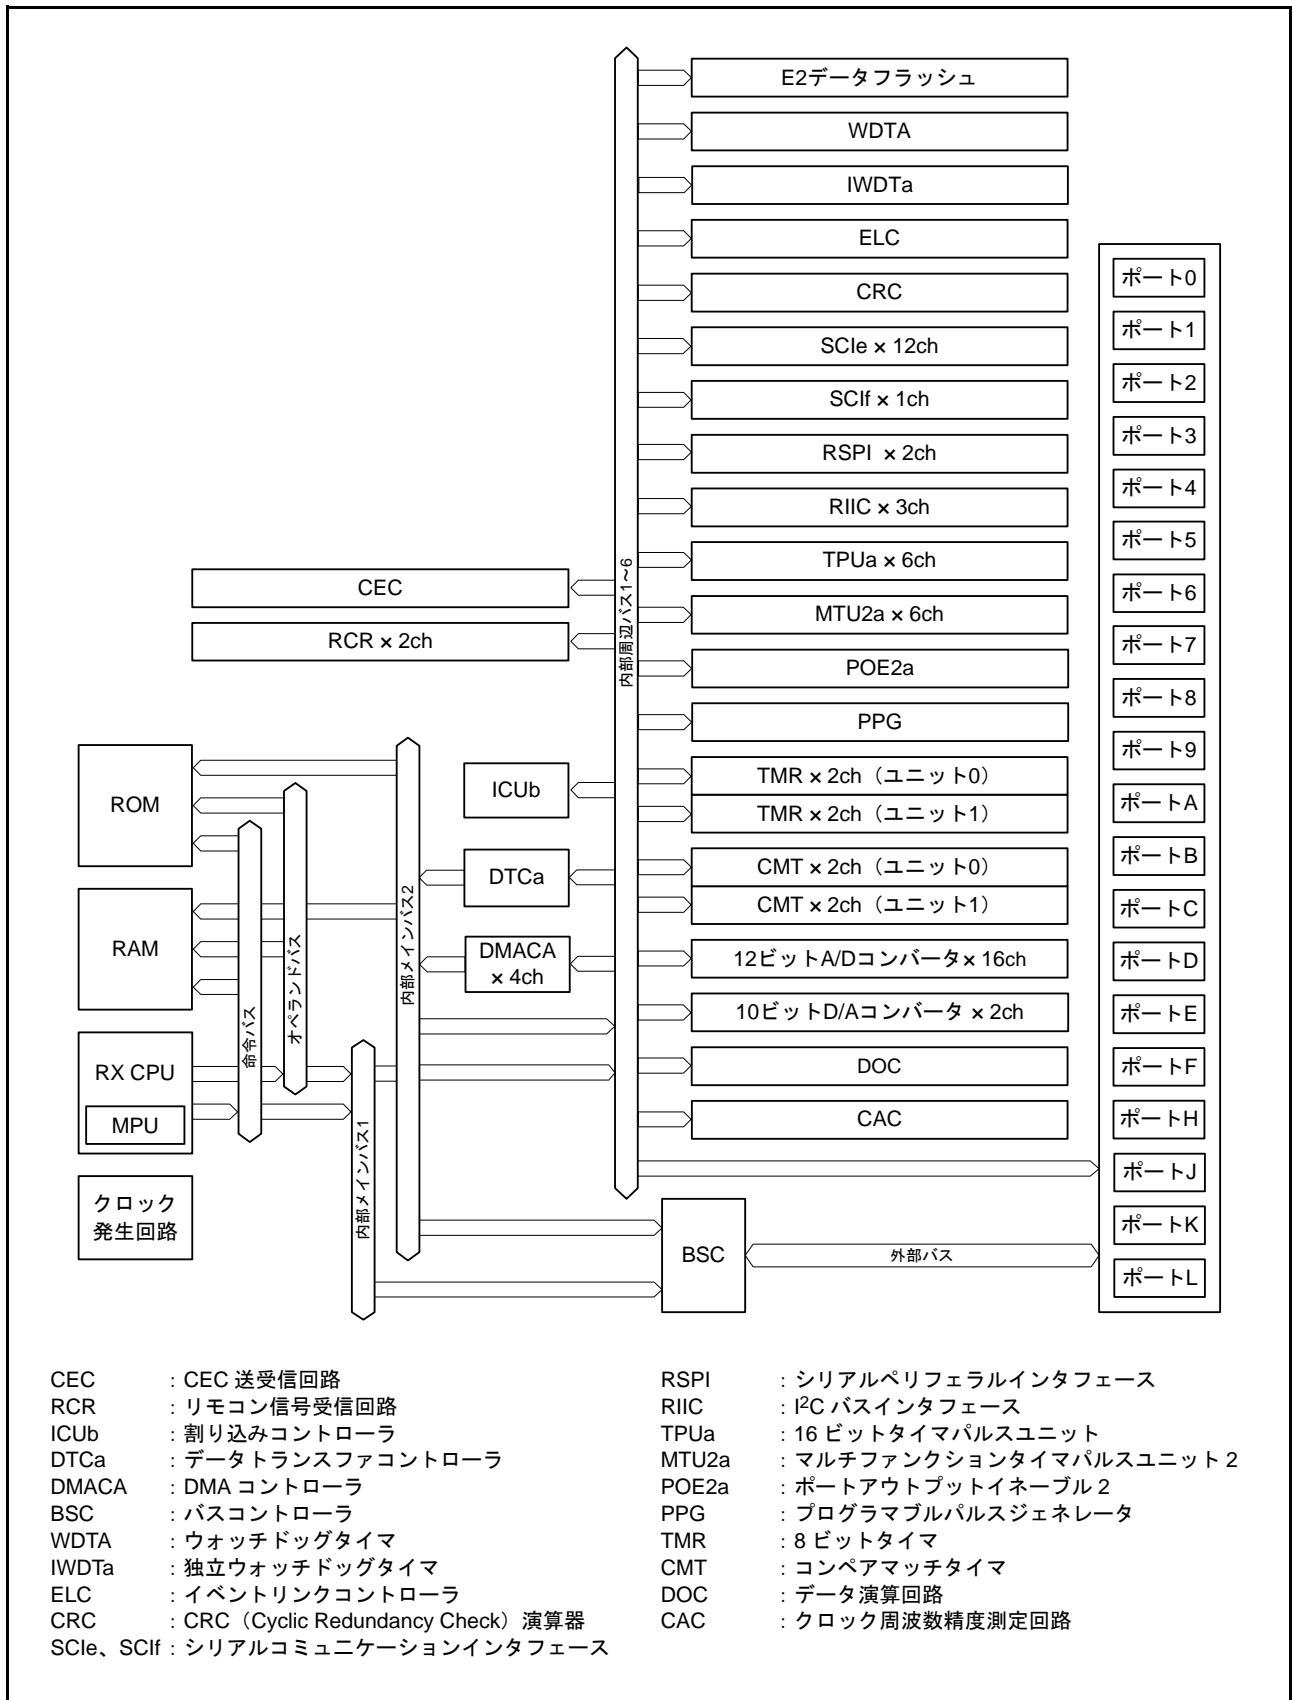 E2データフラッシュ
WDTA
IWDTa
ELC
CRC
SCIe × 12ch
SCIf × 1ch
RSPI × 2ch
RIIC × 3ch
TPUa × 6ch
MTU2a × 6ch
POE2a
PPG
TMR × 2ch（ユニット0）
TMR × 2ch（ユニット1）
CMT × 2ch（ユニット0）
CMT × 2ch（ユニット1）
12ビットA/Dコンバータ× 16ch
10ビットD/Aコンバータ × 2ch
DOC
CAC
ポート0
ポート1
ポート2
ポート3
ポート4
ポート5
ポート6
ポート7
ポート8
ポート9
ポートA
ポートB
ポートC
ポートD
ポートE
ポートF
ポートH
ポートJ
ポートK
ポートL
内部周辺バス1～6
CEC
RCR × 2ch
ROM
RAM
RX CPU
MPU
クロック
発生回路
命令バス
オペランドバス
内部メインバス1
内部メインバス2
ICUb
DTCa
DMACA
× 4ch
BSC
外部バス
CEC : CEC 送受信回路
RCR : リモコン信号受信回路
ICUb : 割り込みコントローラ
DTCa : データトランスファコントローラ
DMACA : DMA コントローラ
BSC : バスコントローラ
WDTA : ウォッチドッグタイマ
IWDTa : 独立ウォッチドッグタイマ
ELC : イベントリンクコントローラ
CRC : CRC（Cyclic Redundancy Check）演算器
SCIe、SCIf : シリアルコミュニケーションインタフェース
RSPI : シリアルペリフェラルインタフェース
RIIC : I2C バスインタフェース
TPUa : 16 ビットタイマパルスユニット
MTU2a : マルチファンクションタイマパルスユニット 2
POE2a : ポートアウトプットイネーブル 2
PPG : プログラマブルパルスジェネレータ
TMR : 8 ビットタイマ
CMT : コンペアマッチタイマ
DOC : データ演算回路
CAC : クロック周波数精度測定回路